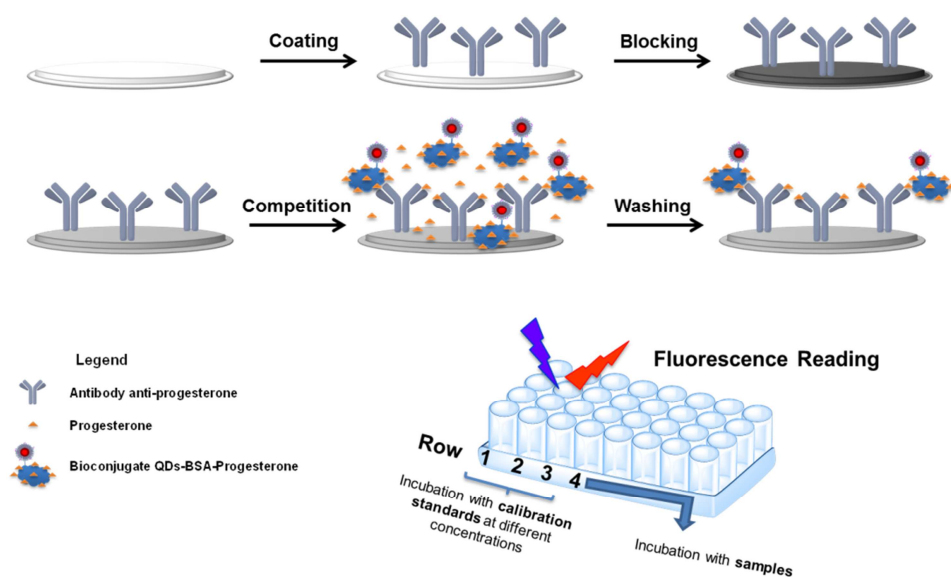 Coating
Blocking
Competition
Washing
Legend
Antibody anti-progesterone
Progesterone
Bioconjugate QDs-BSA-Progesterone
Fluorescence Reading
Row 1 2 3 4
Incubation with calibration
standards at different
concentrations
Incubation with samples